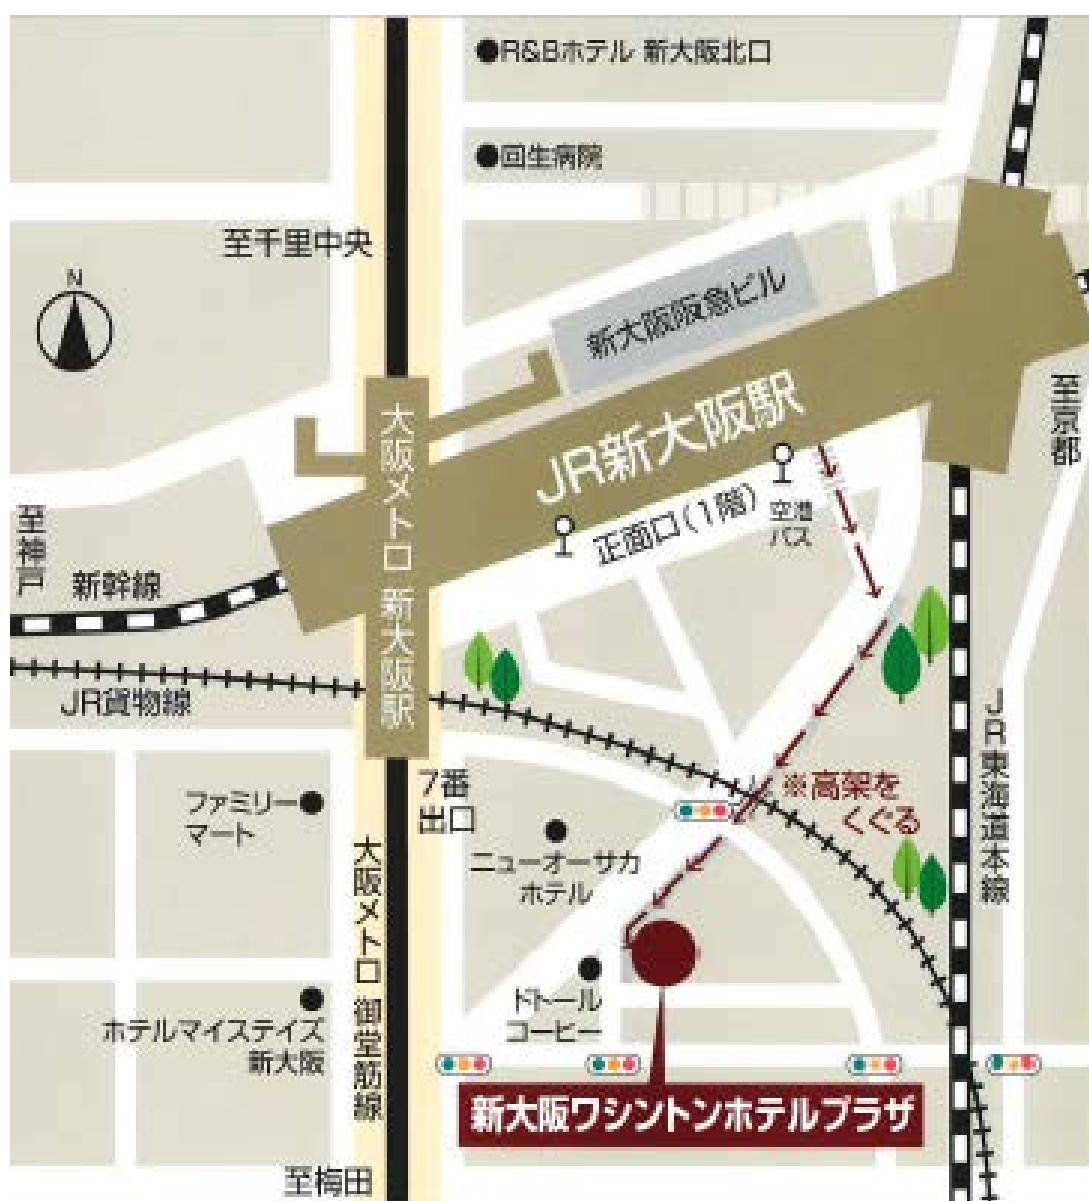 ●R&Bホテル 新大阪北口
●回生病院
至千里中央
N
新大阪阪急ビル
JR新大阪駅
大阪メトロ 新大阪駅
至京都
正面口(1階)
空港
バス
至神戸
新幹線
JR貨物線
JR東海道本線
ファミリー
マート
7番
出口
※高架を
くぐる
ニューオーサカ
ホテル
大阪メトロ 御堂筋線
ドトール
コーヒー
ホテルマイステイズ
新大阪
新大阪ワシントンホテルプラザ
至梅田